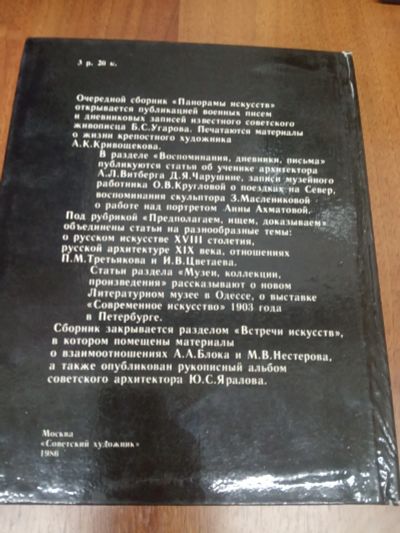 3 р. 20 к.
Очередной сборник «Панорамы искусств»
открывается публикацией военных писем
и дневниковых записей известного советского
живописца Б.С.Угарова. Печатаются материалы
о жизни крепостного художника
А.К.Кривощекова.
В разделе «Воспоминания, дневники, письма»
публикуются статьи об ученике архитектора
А.Л.Витберга Д.Я.Чарушине, записи музейного
работника О.В.Кругловой о поездках на Север,
воспоминания скульптора З.Маслениковой
о работе над портретом Анны Ахматовой.
Под рубрикой «Предполагаем, ищем, доказываем»
объединены статьи на разнообразные темы:
о русском искусстве XVIII столетия,
русской архитектуре XIX века, отношениях
П.М.Третьякова и И.В.Цветаева.
Статьи раздела «Музеи, коллекции,
произведения» рассказывают о новом
Литературном музее в Одессе, о выставке
«Современное искусство» 1903 года
в Петербурге.
Сборник закрывается разделом «Встречи искусств»,
в котором помещены материалы
о взаимоотношениях А.А.Блока и М.В.Нестерова,
а также опубликован рукописный альбом
советского архитектора Ю.С.Яралова.
Москва
«Советский художник»
1986